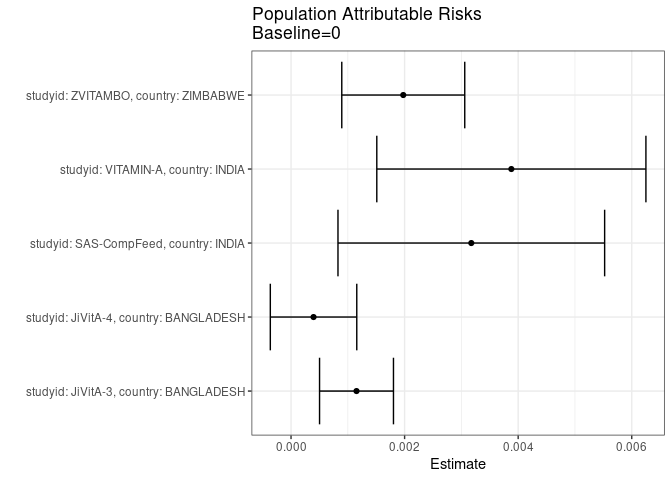 Population Attributable Risks
Baseline=0
studyid: ZVITAMBO, country: ZIMBABWE
studyid: VITAMIN-A, country: INDIA
studyid: SAS-CompFeed, country: INDIA
studyid: JiVitA-4, country: BANGLADESH
studyid: JiVitA-3, country: BANGLADESH
0.000 0.002 0.004 0.006
Estimate